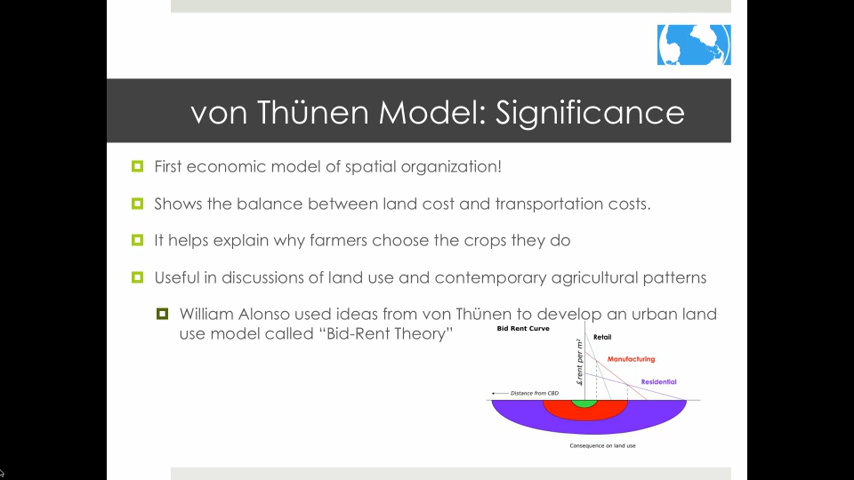 von Thünen Model: Significance
First economic model of spatial organization!
Shows the balance between land cost and transportation costs.
It helps explain why farmers choose the crops they do
Useful in discussions of land use and contemporary agricultural patterns
William Alonso used ideas from von Thünen to develop an urban land
use model called “Bid-Rent Theory”
Bid Rent Curve
Retail
£rent per m²
Manufacturing
Residential
Distance from CBD
Consequence on land use